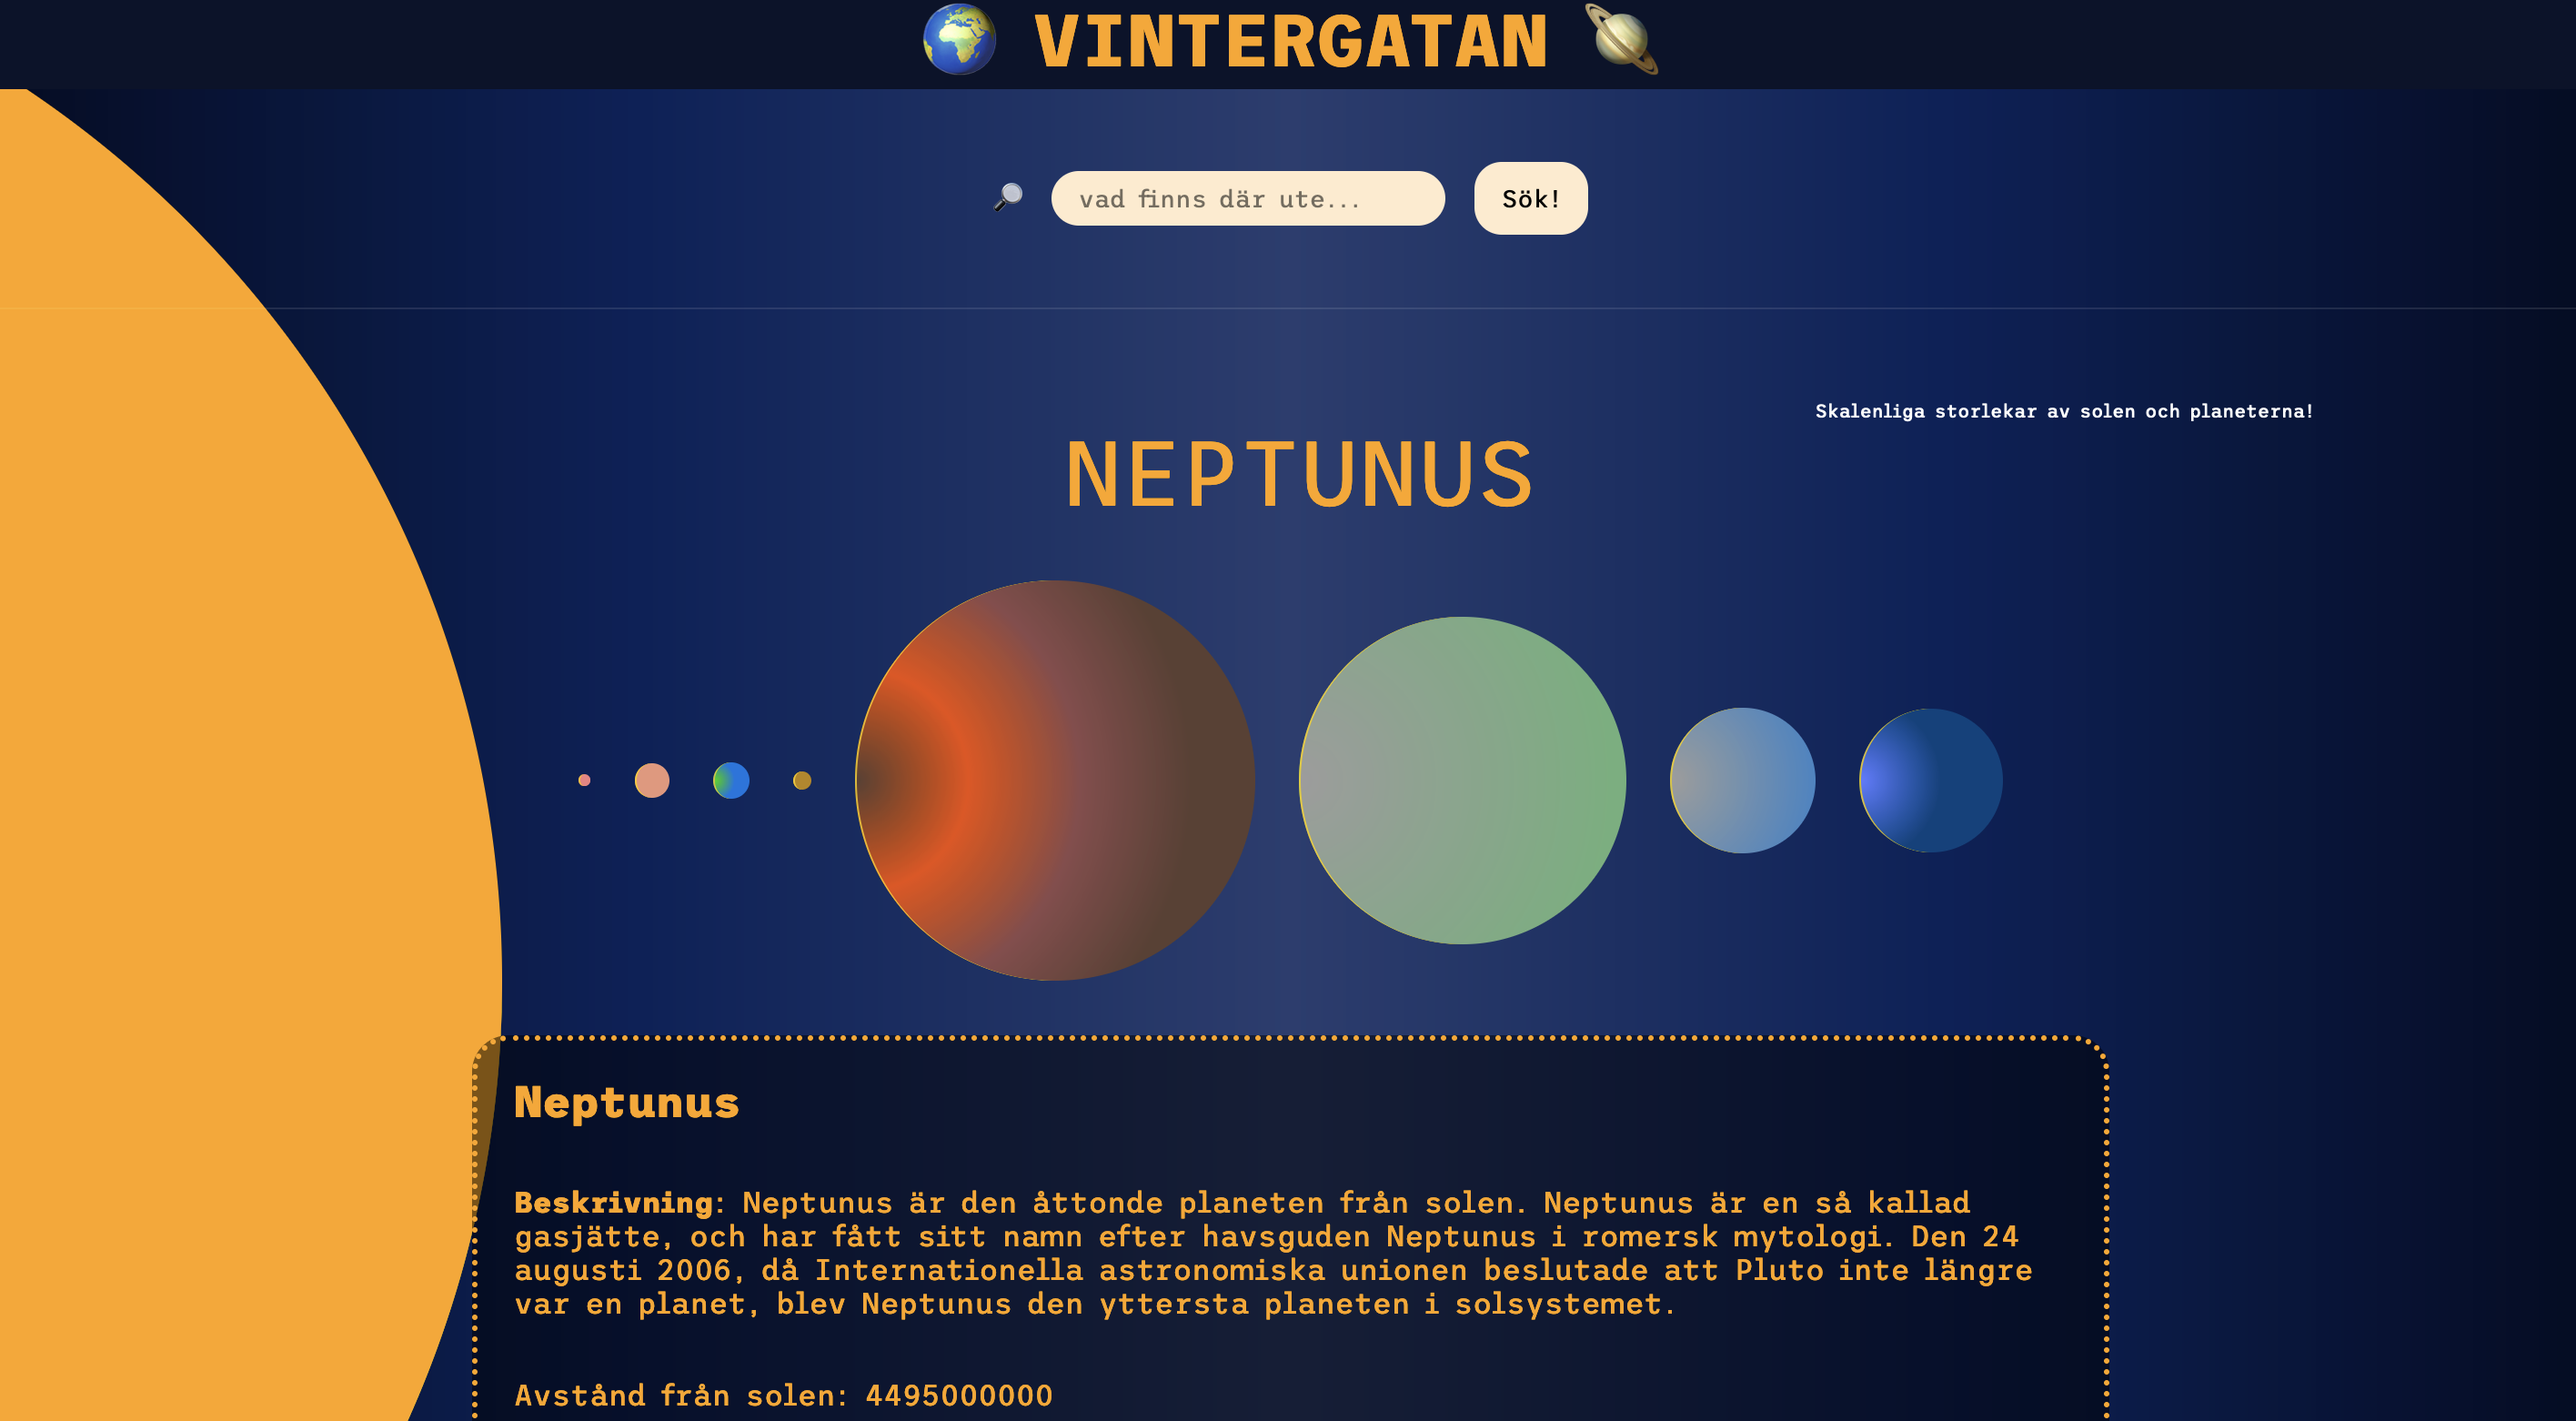 VINTERGATAN
vad finns där ute...
Sök!
Skalenliga storlekar av solen och planeterna!
NEPTUNUS
Neptunus
Beskrivning: Neptunus är den åttonde planeten från solen. Neptunus är en så kallad
gasjätte, och har fått sitt namn efter havsguden Neptunus i romersk mytologi. Den 24
augusti 2006, då Internationella astronomiska unionen beslutade att Pluto inte längre
var en planet, blev Neptunus den yttersta planeten i solsystemet.
Avstånd från solen: 4495000000